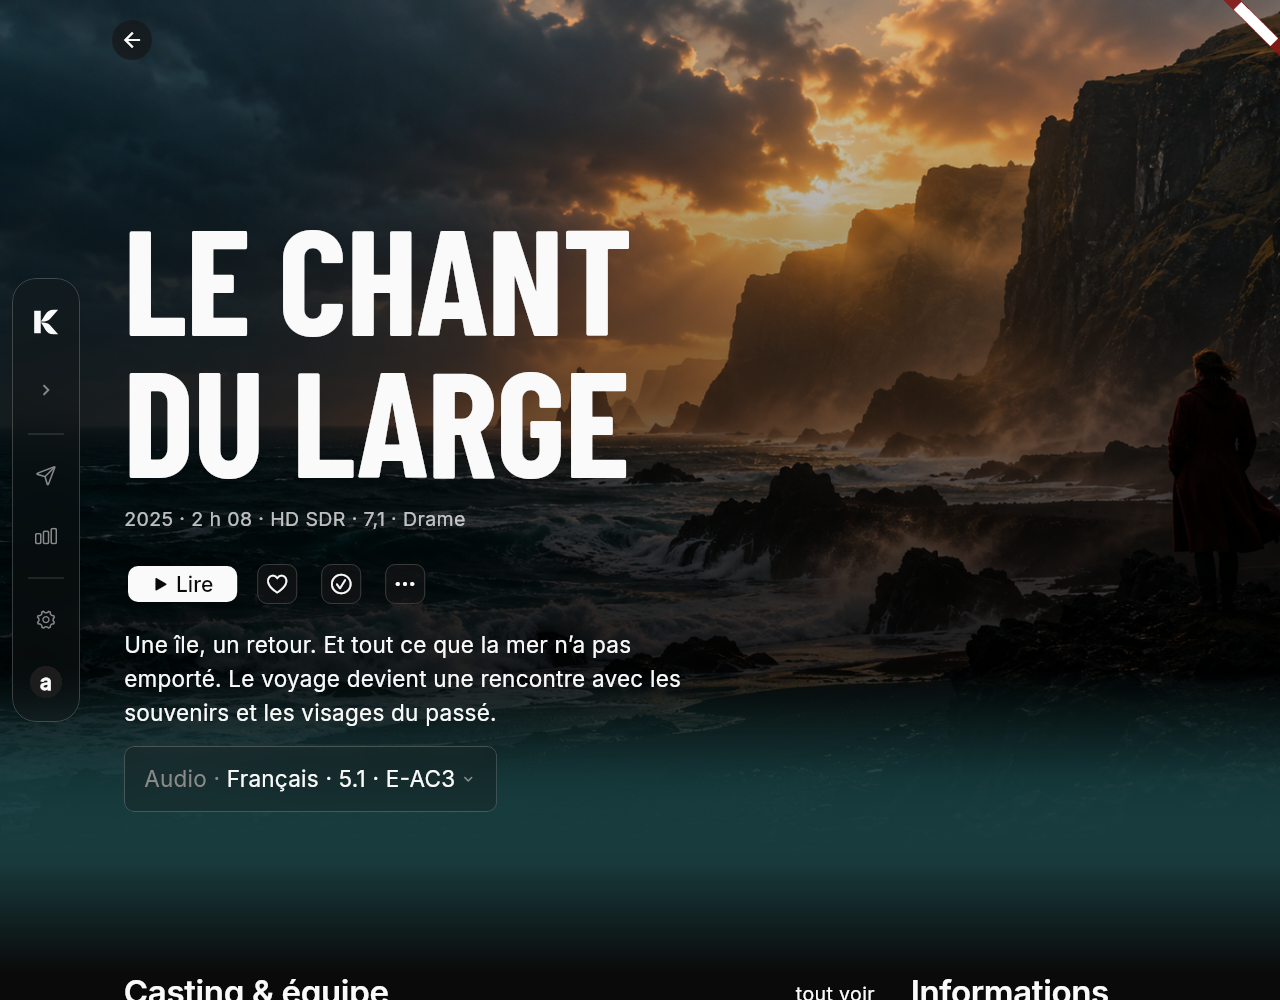 LE CHANT
DU LARGE
2025 · 2 h 08 · HD SDR · 7,1 · Drame
Lire
Une île, un retour. Et tout ce que la mer n’a pas
emporté. Le voyage devient une rencontre avec les
souvenirs et les visages du passé.
Audio · Français · 5.1 · E-AC3
K
a
Casting & équipe
tout voir
Informations